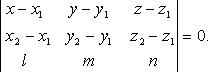 | x − x₁  y − y₁  z − z₁ |
| x₂ − x₁  y₂ − y₁  z₂ − z₁ | = 0.
| l  m  n |